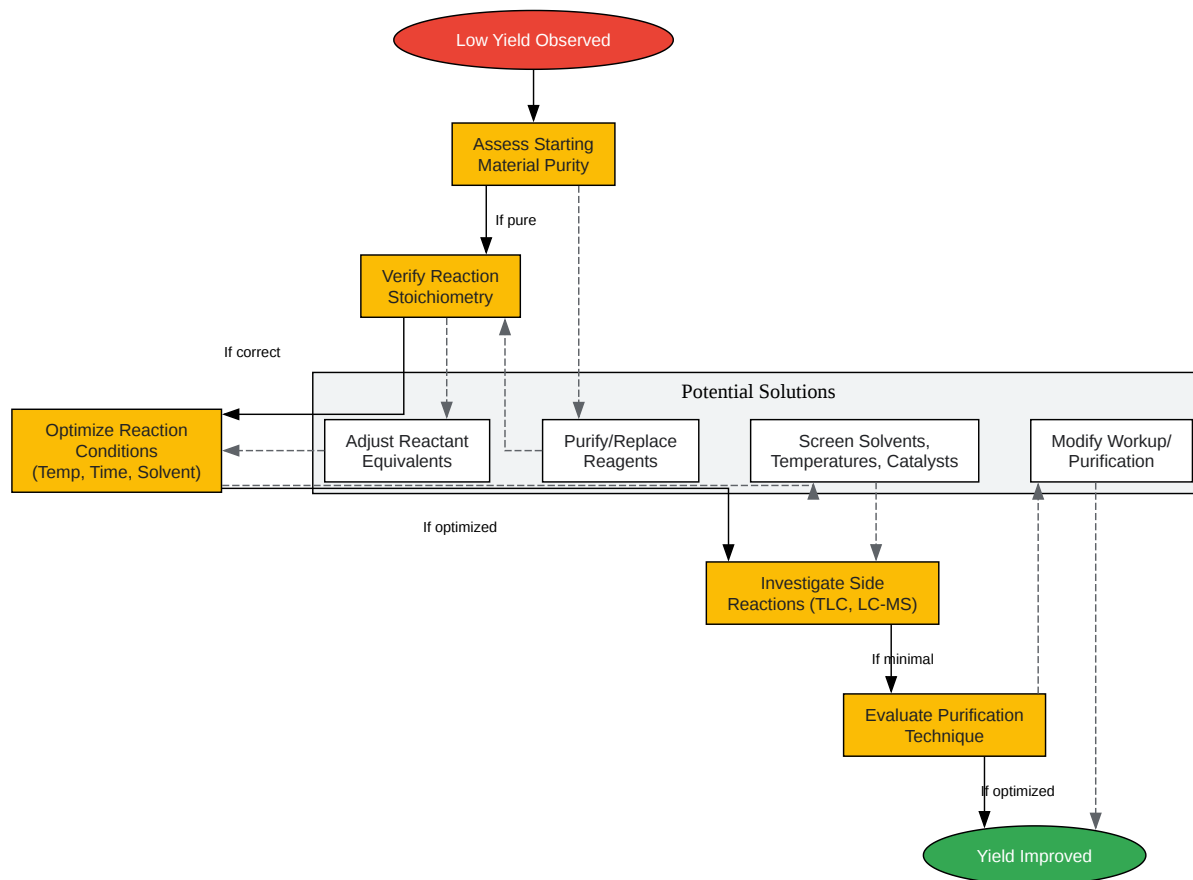 Low Yield Observed
Assess Starting
Material Purity
If pure
Verify Reaction
Stoichiometry
If correct
Potential Solutions
Optimize Reaction
Conditions
(Temp, Time, Solvent)
Adjust Reactant
Equivalents
Purify/Replace
Reagents
Screen Solvents,
Temperatures, Catalysts
Modify Workup/
Purification
If optimized
Investigate Side
Reactions (TLC, LC-MS)
If minimal
Evaluate Purification
Technique
If optimized
Yield Improved